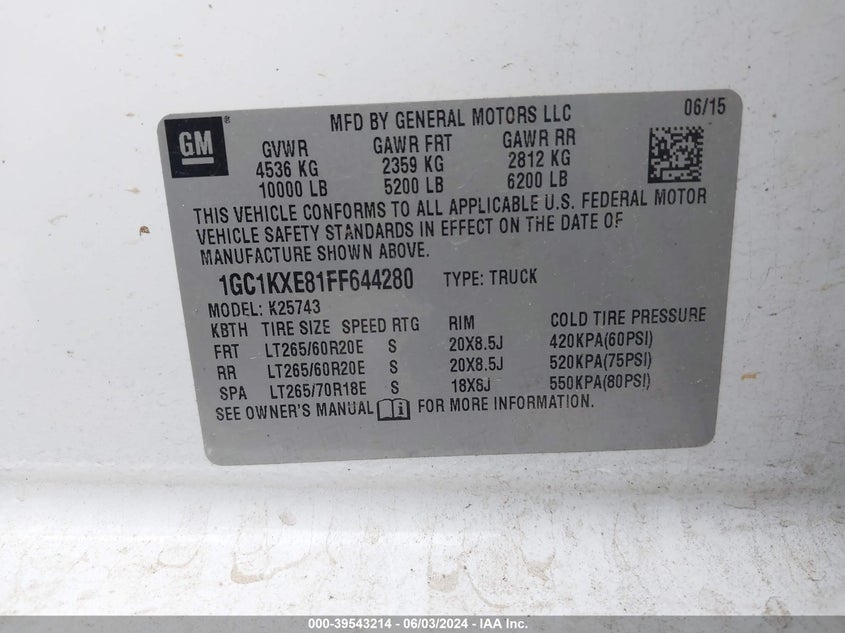 GM®
MFD BY GENERAL MOTORS LLC 06/15
GVWR GAWR FRT GAWR RR
4536 KG 2359 KG 2812 KG
10000 LB 5200 LB 6200 LB
THIS VEHICLE CONFORMS TO ALL APPLICABLE U.S. FEDERAL MOTOR
VEHICLE SAFETY STANDARDS IN EFFECT ON THE DATE OF
MANUFACTURE SHOWN ABOVE.
1GC1KXE81FF644280 TYPE: TRUCK
MODEL: K25743
KBTH TIRE SIZE SPEED RTG RIM COLD TIRE PRESSURE
FRT LT265/60R20E S 20X8.5J 420KPA(60PSI)
RR LT265/60R20E S 20X8.5J 520KPA(75PSI)
SPA LT265/70R18E S 18X8J 550KPA(80PSI)
SEE OWNER'S MANUAL FOR MORE INFORMATION.
000-39543214 - 06/03/2024 - IAA Inc.